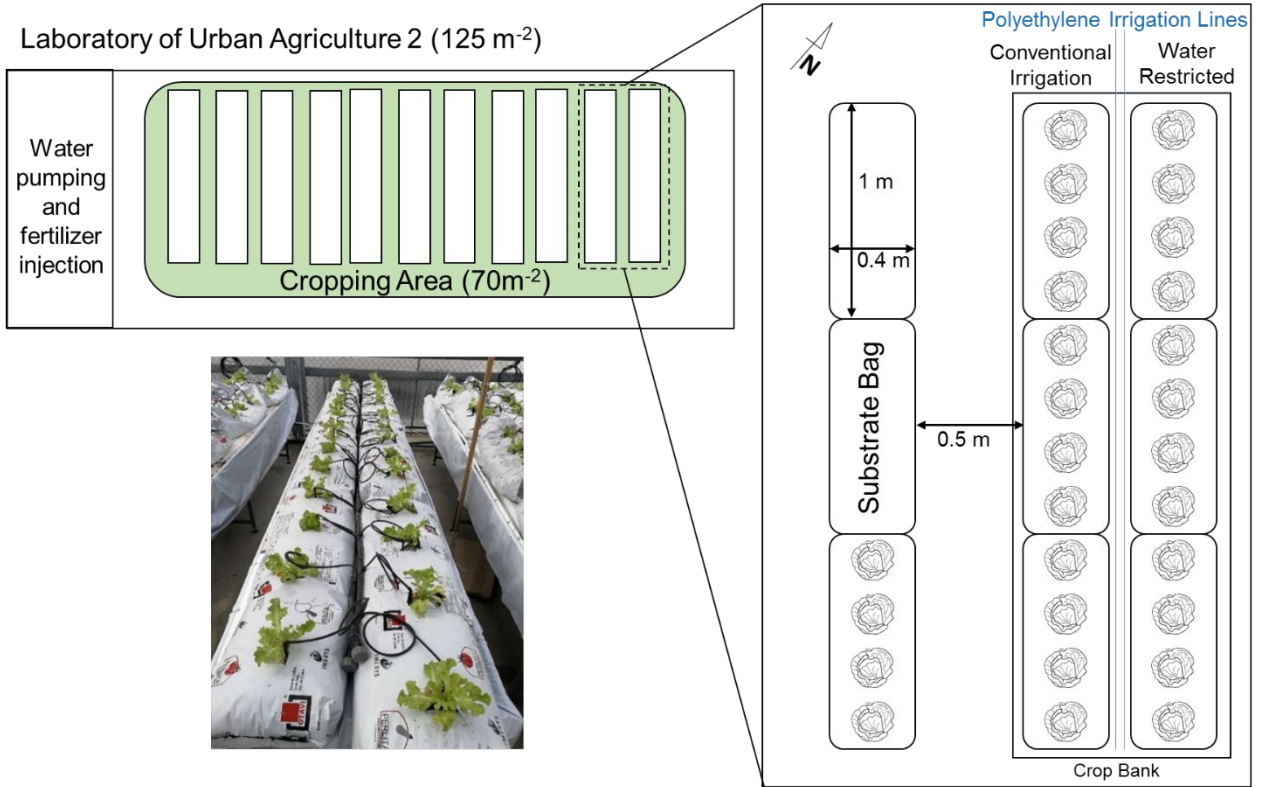 Laboratory of Urban Agriculture 2 (125 m-2)
Water
pumping
and
fertilizer
injection
Cropping Area (70m-2)
N
Polyethylene Irrigation Lines
Conventional
Irrigation
Water
Restricted
1 m
0.4 m
Substrate Bag
0.5 m
Crop Bank